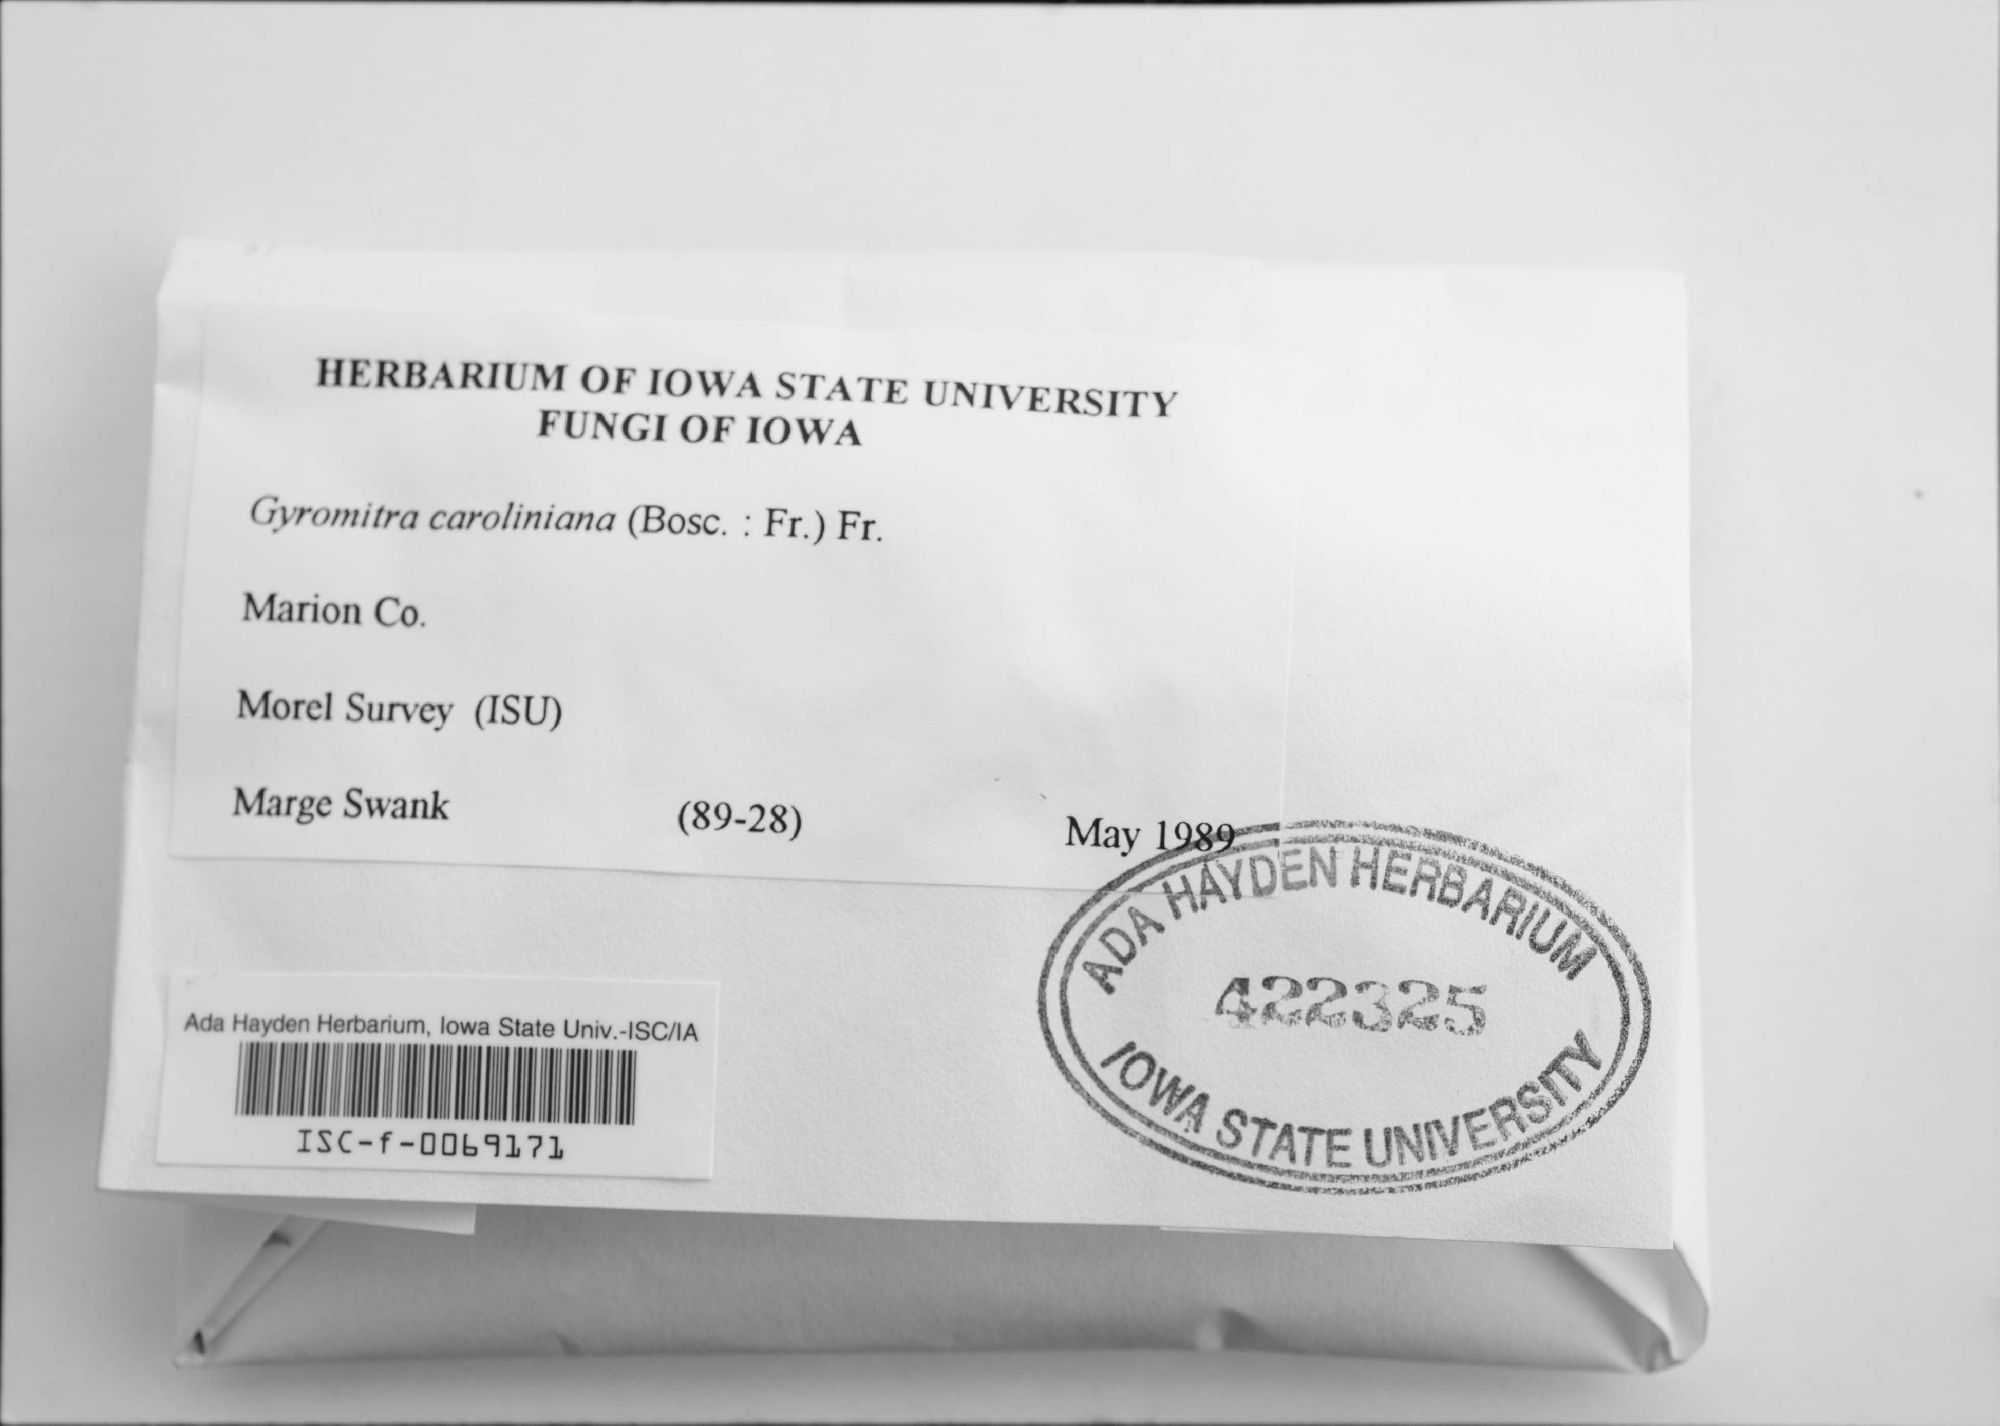 HERBARIUM OF IOWA STATE UNIVERSITY
FUNGI OF IOWA
Gyromitra caroliniana (Bosc. : Fr.) Fr.
Marion Co.
Morel Survey (ISU)
Marge Swank (89-28) May 1989
ADA HAYDEN HERBARIUM
422325
IOWA STATE UNIVERSITY
Ada Hayden Herbarium, Iowa State Univ.-ISC/IA
ISC-f-0069171